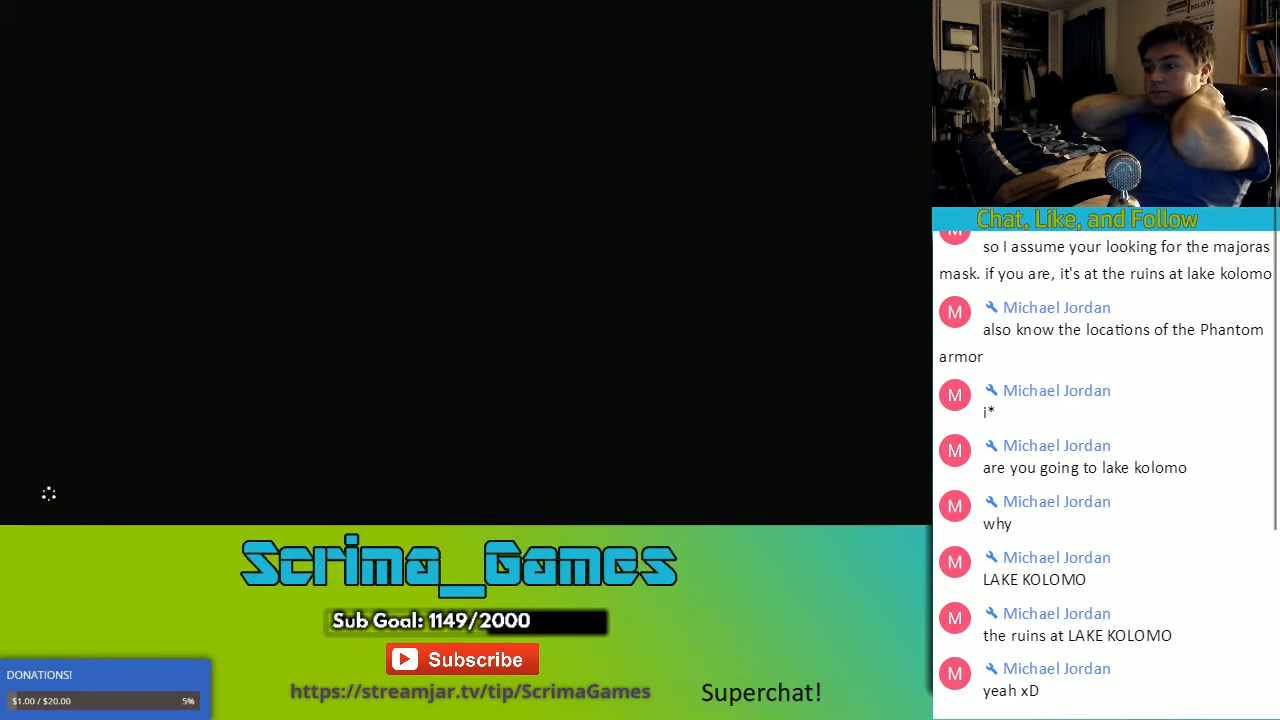 BELIEVE
Chat, Like, and Follow
M
so I assume your looking for the majoras
mask. if you are, it's at the ruins at lake kolomo
M Michael Jordan
also know the locations of the Phantom
armor
M Michael Jordan
i*
M Michael Jordan
are you going to lake kolomo
M Michael Jordan
why
M Michael Jordan
LAKE KOLOMO
M Michael Jordan
the ruins at LAKE KOLOMO
M Michael Jordan
yeah xD
Scrima_Games
Sub Goal: 1149/2000
Subscribe
https://streamjar.tv/tip/ScrimaGames
Superchat!
DONATIONS!
$1.00 / $20.00 5%